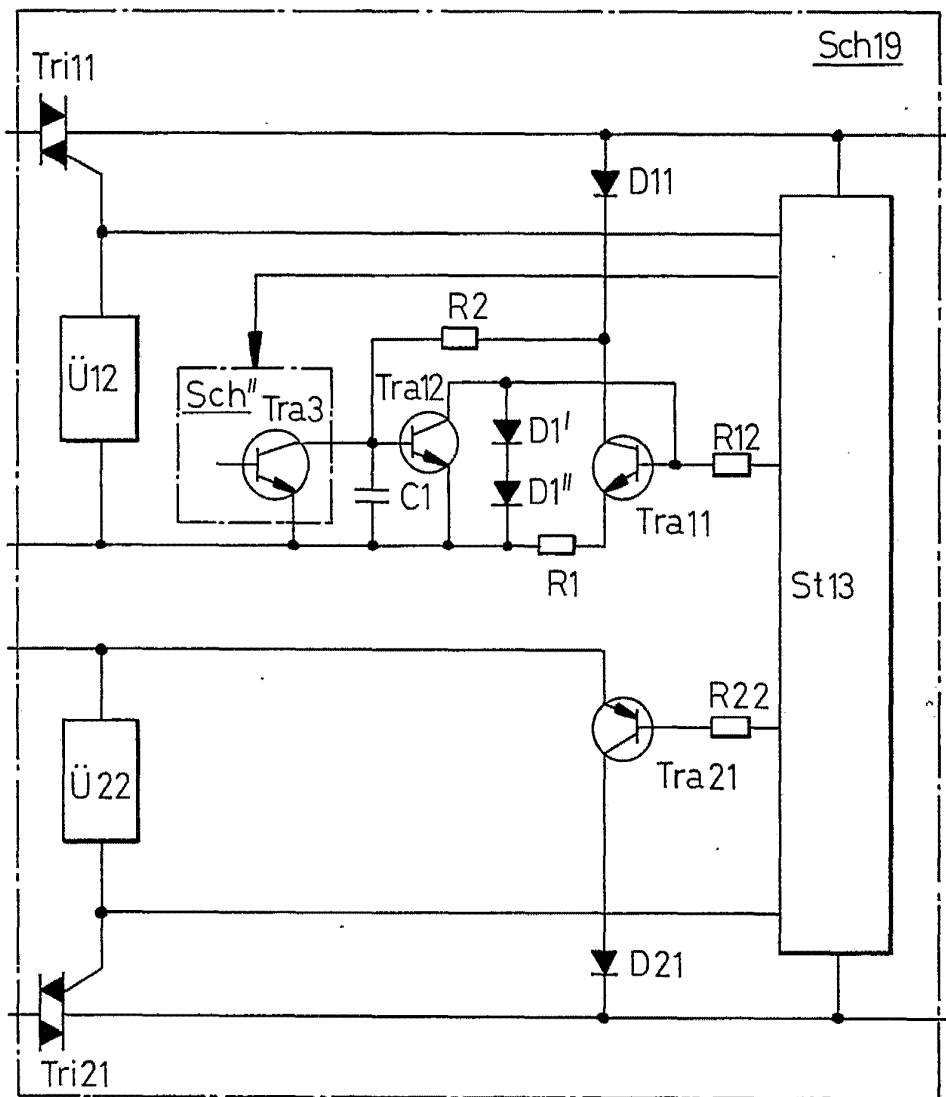 Sch19
Tri11
D11
R2
Ü12
Sch"
Tra3
Tra12
D1'
R12
D1"
C1
Tra11
R1
St13
R22
Ü22
Tra21
D21
Tri21